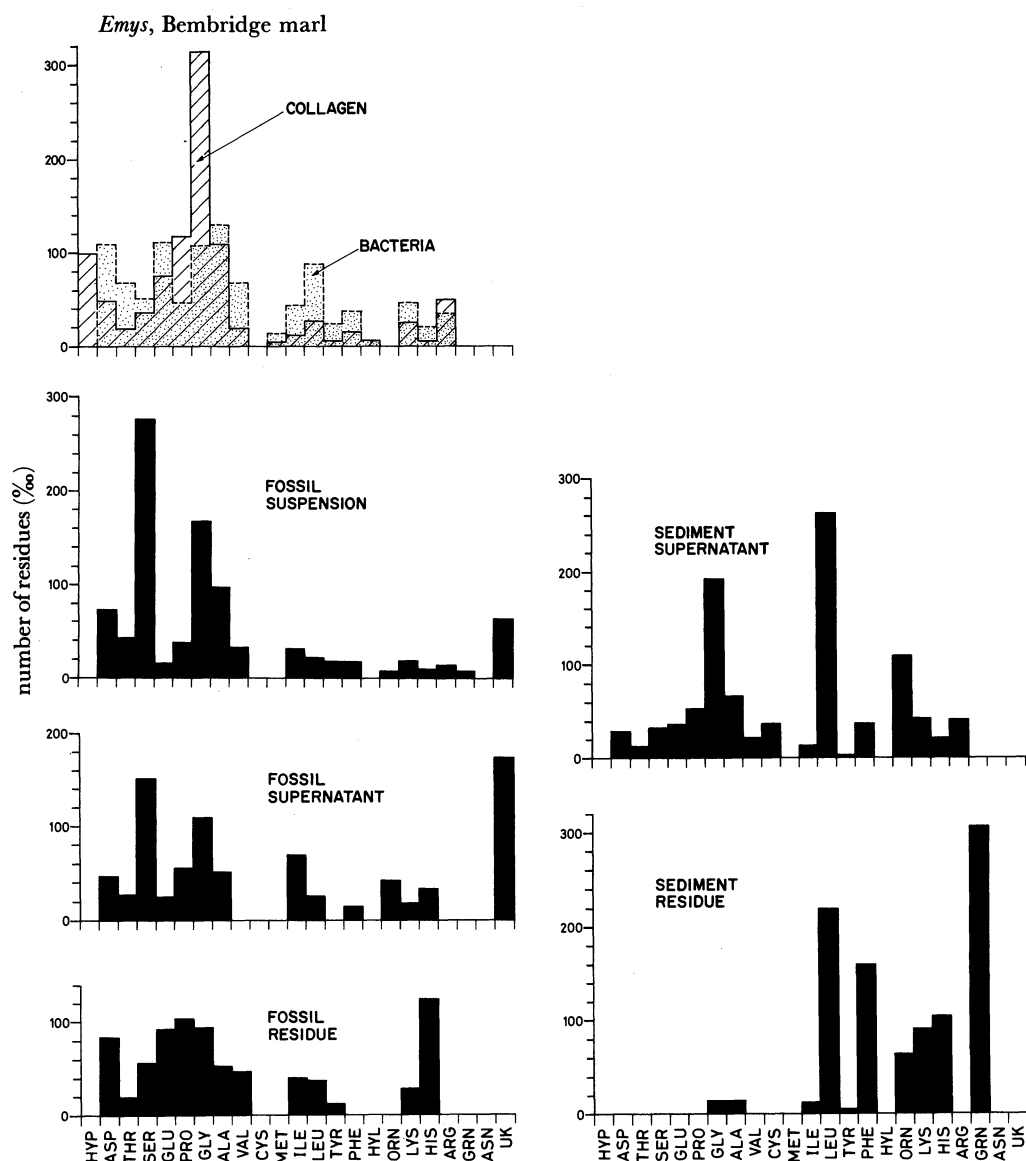 Emys, Bembridge marl
300
200
100
0
COLLAGEN
BACTERIA
number of residues (‰)
300
200
100
0
FOSSIL
SUSPENSION
200
100
0
FOSSIL
SUPERNATANT
100
0
FOSSIL
RESIDUE
HYP ASP THR SER GLU PRO GLY ALA VAL CYS MET ILE LEU TYR PHE HYL ORN LYS HIS ARG GRN ASN UK
300
200
100
0
SEDIMENT
SUPERNATANT
300
200
100
0
SEDIMENT
RESIDUE
HYP ASP THR SER GLU PRO GLY ALA VAL CYS MET ILE LEU TYR PHE HYL ORN LYS HIS ARG GRN ASN UK